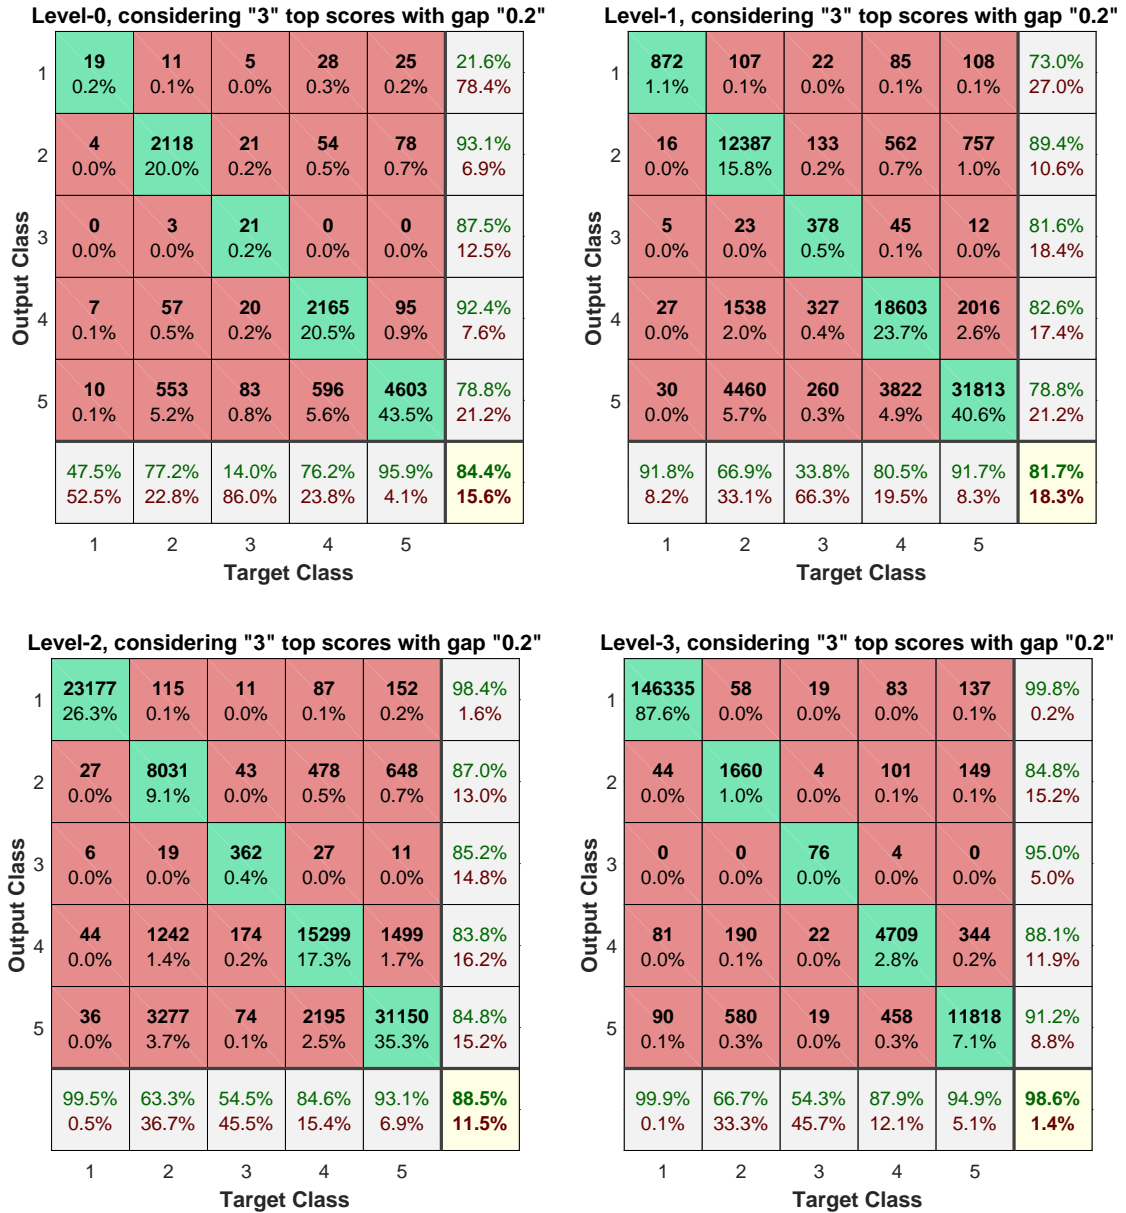 Level-0, considering "3" top scores with gap "0.2"
19 11 5 28 25 21.6%
1
0.2% 0.1% 0.0% 0.3% 0.2% 78.4%
4 2118 21 54 78 93.1%
2
0.0% 20.0% 0.2% 0.5% 0.7% 6.9%
0 3 21 0 0 87.5%
3
0.0% 0.0% 0.2% 0.0% 0.0% 12.5%
7 57 20 2165 95 92.4%
4
0.1% 0.5% 0.2% 20.5% 0.9% 7.6%
10 553 83 596 4603 78.8%
5
0.1% 5.2% 0.8% 5.6% 43.5% 21.2%
47.5% 77.2% 14.0% 76.2% 95.9% 84.4%
52.5% 22.8% 86.0% 23.8% 4.1% 15.6%
1 2 3 4 5
Target Class
Output Class
Level-1, considering "3" top scores with gap "0.2"
872 107 22 85 108 73.0%
1
1.1% 0.1% 0.0% 0.1% 0.1% 27.0%
16 12387 133 562 757 89.4%
2
0.0% 15.8% 0.2% 0.7% 1.0% 10.6%
5 23 378 45 12 81.6%
3
0.0% 0.0% 0.5% 0.1% 0.0% 18.4%
27 1538 327 18603 2016 82.6%
4
0.0% 2.0% 0.4% 23.7% 2.6% 17.4%
30 4460 260 3822 31813 78.8%
5
0.0% 5.7% 0.3% 4.9% 40.6% 21.2%
91.8% 66.9% 33.8% 80.5% 91.7% 81.7%
8.2% 33.1% 66.3% 19.5% 8.3% 18.3%
1 2 3 4 5
Target Class
Output Class
Level-2, considering "3" top scores with gap "0.2"
23177 115 11 87 152 98.4%
1
26.3% 0.1% 0.0% 0.1% 0.2% 1.6%
27 8031 43 478 648 87.0%
2
0.0% 9.1% 0.0% 0.5% 0.7% 13.0%
6 19 362 27 11 85.2%
3
0.0% 0.0% 0.4% 0.0% 0.0% 14.8%
44 1242 174 15299 1499 83.8%
4
0.0% 1.4% 0.2% 17.3% 1.7% 16.2%
36 3277 74 2195 31150 84.8%
5
0.0% 3.7% 0.1% 2.5% 35.3% 15.2%
99.5% 63.3% 54.5% 84.6% 93.1% 88.5%
0.5% 36.7% 45.5% 15.4% 6.9% 11.5%
1 2 3 4 5
Target Class
Output Class
Level-3, considering "3" top scores with gap "0.2"
146335 58 19 83 137 99.8%
1
87.6% 0.0% 0.0% 0.0% 0.1% 0.2%
44 1660 4 101 149 84.8%
2
0.0% 1.0% 0.0% 0.1% 0.1% 15.2%
0 0 76 4 0 95.0%
3
0.0% 0.0% 0.0% 0.0% 0.0% 5.0%
81 190 22 4709 344 88.1%
4
0.0% 0.1% 0.0% 2.8% 0.2% 11.9%
90 580 19 458 11818 91.2%
5
0.1% 0.3% 0.0% 0.3% 7.1% 8.8%
99.9% 66.7% 54.3% 87.9% 94.9% 98.6%
0.1% 33.3% 45.7% 12.1% 5.1% 1.4%
1 2 3 4 5
Target Class
Output Class